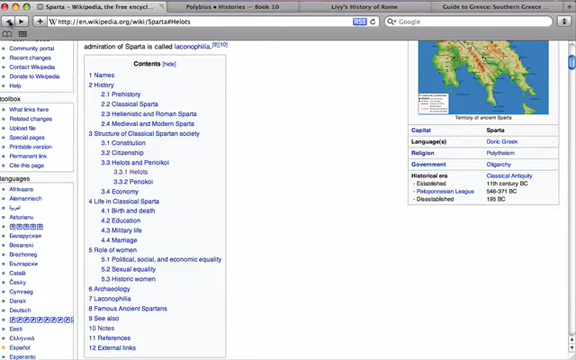 Sparta – Wikipedia, the free encycl...
Polybius • Histories — Book 10
Livy's History of Rome
Guide to Greece: Southern Greece
http://en.wikipedia.org/wiki/Sparta#Helots
RSS
Google
Community portal
Recent changes
Contact Wikipedia
Donate to Wikipedia
Help
toolbox
What links here
Related changes
Upload file
Special pages
Printable version
Permanent link
Cite this page
languages
Afrikaans
Alemannisch
العربية
Asturianu
Беларуская
Brezhoneg
Bosanski
Български
Català
Česky
Cymraeg
Dansk
Deutsch
Eesti
Ελληνικά
Español
Esperanto
admiration of Sparta is called laconophilia.[9][10]
Contents [hide]
1 Names
2 History
2.1 Prehistory
2.2 Classical Sparta
2.3 Hellenistic and Roman Sparta
2.4 Medieval and Modern Sparta
3 Structure of Classical Spartan society
3.1 Constitution
3.2 Citizenship
3.3 Helots and Perioikoi
3.3.1 Helots
3.3.2 Perioikoi
3.4 Economy
4 Life in Classical Sparta
4.1 Birth and death
4.2 Education
4.3 Military life
4.4 Marriage
5 Role of women
5.1 Political, social, and economic equality
5.2 Sexual equality
5.3 Historic women
6 Archaeology
7 Laconophilia
8 Famous Ancient Spartans
9 See also
10 Notes
11 References
12 External links
Territory of ancient Sparta
Capital Sparta
Language(s) Doric Greek
Religion Polytheism
Government Oligarchy
Historical era Classical Antiquity
- Established 11th century BC
- Peloponnesian League 546-371 BC
- Disestablished 195 BC